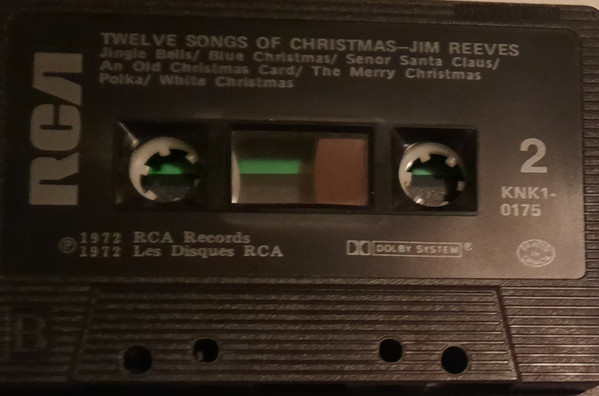 RCA
TWELVE SONGS OF CHRISTMAS—JIM REEVES
Jingle Bells/ Blue Christmas/ Senor Santa Claus/
An Old Christmas Card/ The Merry Christmas
Polka/ White Christmas
2
KNK1-
0175
℗ 1972 RCA Records
1972 Les Disques RCA
DOLBY SYSTEM®
B